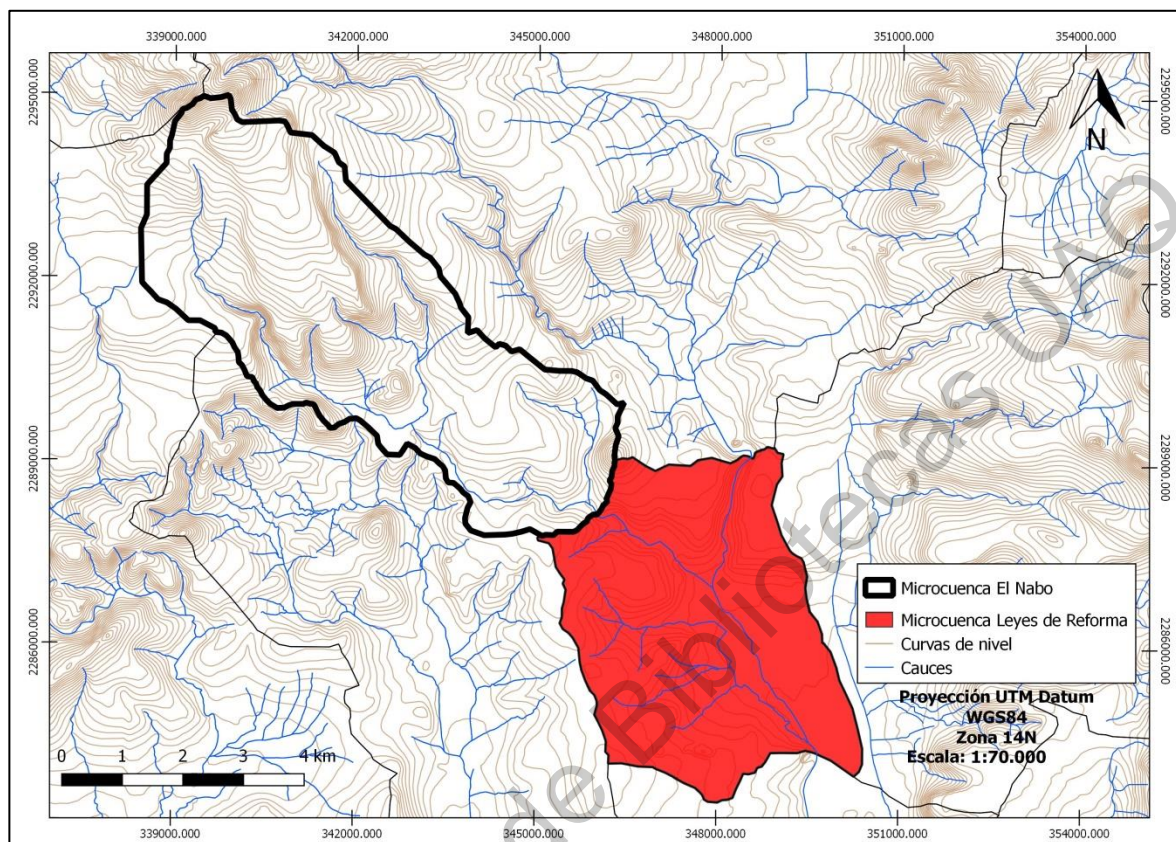 339000.000 342000.000 345000.000 348000.000 351000.000 354000.000
2295000.000
2292000.000
2289000.000
2286000.000
2295000.000
2292000.000
2289000.000
2286000.000
N
Microcuenca El Nabo
Microcuenca Leyes de Reforma
Curvas de nivel
Cauces
Proyección UTM Datum
WGS84
Zona 14N
Escala: 1:70.000
0 1 2 3 4 km
339000.000 342000.000 345000.000 348000.000 351000.000 354000.000
de Bibliotecas UAQ